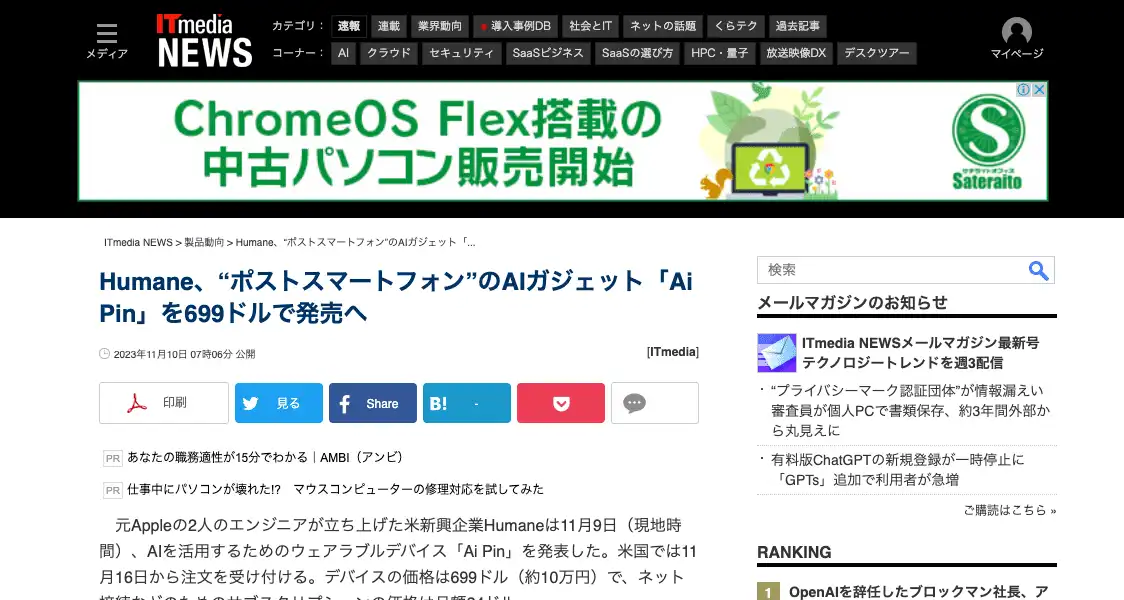 メディア
ITmedia
NEWS
カテゴリ： 速報 連載 業界動向 導入事例DB 社会とIT ネットの話題 くらテク 過去記事
コーナー： AI クラウド セキュリティ SaaSビジネス SaaSの選び方 HPC・量子 放送映像DX デスクツアー
マイページ
ChromeOS Flex搭載の
中古パソコン販売開始
サテライトオフィス
Sateraito
ITmedia NEWS > 製品動向 > Humane、“ポストスマートフォン”のAIガジェット「...
Humane、“ポストスマートフォン”のAIガジェット「Ai
Pin」を699ドルで発売へ
2023年11月10日 07時06分 公開
[ITmedia]
印刷 見る Share B! -
PR あなたの職務適性が15分でわかる｜AMBI（アンビ）
PR 仕事中にパソコンが壊れた!?　マウスコンピューターの修理対応を試してみた
元Appleの2人のエンジニアが立ち上げた米新興企業Humaneは11月9日（現地時
間）、AIを活用するためのウェアラブルデバイス「Ai Pin」を発表した。米国では11
月16日から注文を受け付ける。デバイスの価格は699ドル（約10万円）で、ネット
検索
メールマガジンのお知らせ
ITmedia NEWSメールマガジン最新号
テクノロジートレンドを週3配信
・“プライバシーマーク認証団体”が情報漏えい
審査員が個人PCで書類保存、約3年間外部か
ら丸見えに
・有料版ChatGPTの新規登録が一時停止に
「GPTs」追加で利用者が急増
ご購読はこちら »
RANKING
1 OpenAIを辞任したブロックマン社長、ア